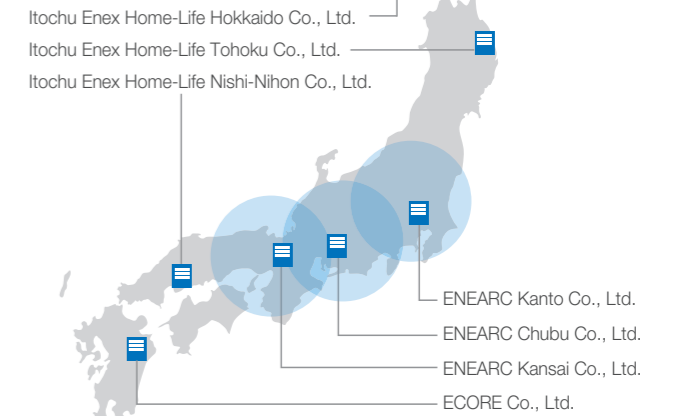 Itochu Enex Home-Life Hokkaido Co., Ltd.
Itochu Enex Home-Life Tohoku Co., Ltd.
Itochu Enex Home-Life Nishi-Nihon Co., Ltd.
ENEARC Kanto Co., Ltd.
ENEARC Chubu Co., Ltd.
ENEARC Kansai Co., Ltd.
ECORE Co., Ltd.